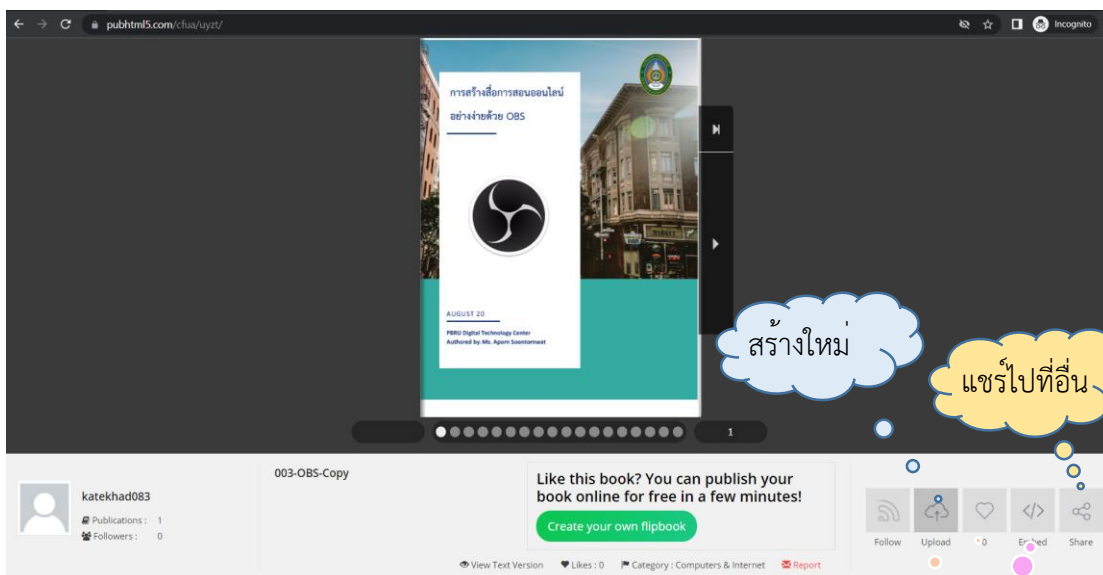 pubhtml5.com/cfua/uyzt/
Incognito
การสร้างสื่อการสอนออนไลน์
อย่างง่ายด้วย OBS
MARKET
AUGUST 20
PBRU Digital Technology Center
Authored by: Ms. Aporn Soontornwat
สร้างใหม่
แชร์ไปที่อื่น
1
katekhad083
Publications : 1
Followers : 0
003-OBS-Copy
Like this book? You can publish your
book online for free in a few minutes!
Create your own flipbook
View Text Version
Likes : 0
Category : Computers & Internet
Report
Follow
Upload
0
Embed
Share